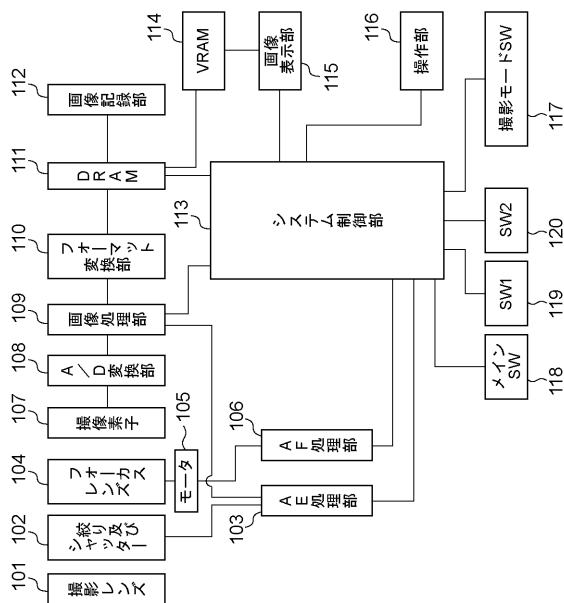 101
撮影レンズ
102
絞り及び
シャッター
103
AE処理部
104
フォーカス
レンズ
105
モータ
106
AF処理部
107
撮像素子
108
A/D変換部
109
画像処理部
110
フォーマット
変換部
111
DRAM
112
画像記録部
113
システム制御部
114
VRAM
115
画像
表示部
116
操作部
117
撮影モードSW
118
メイン
SW
119
SW1
120
SW2